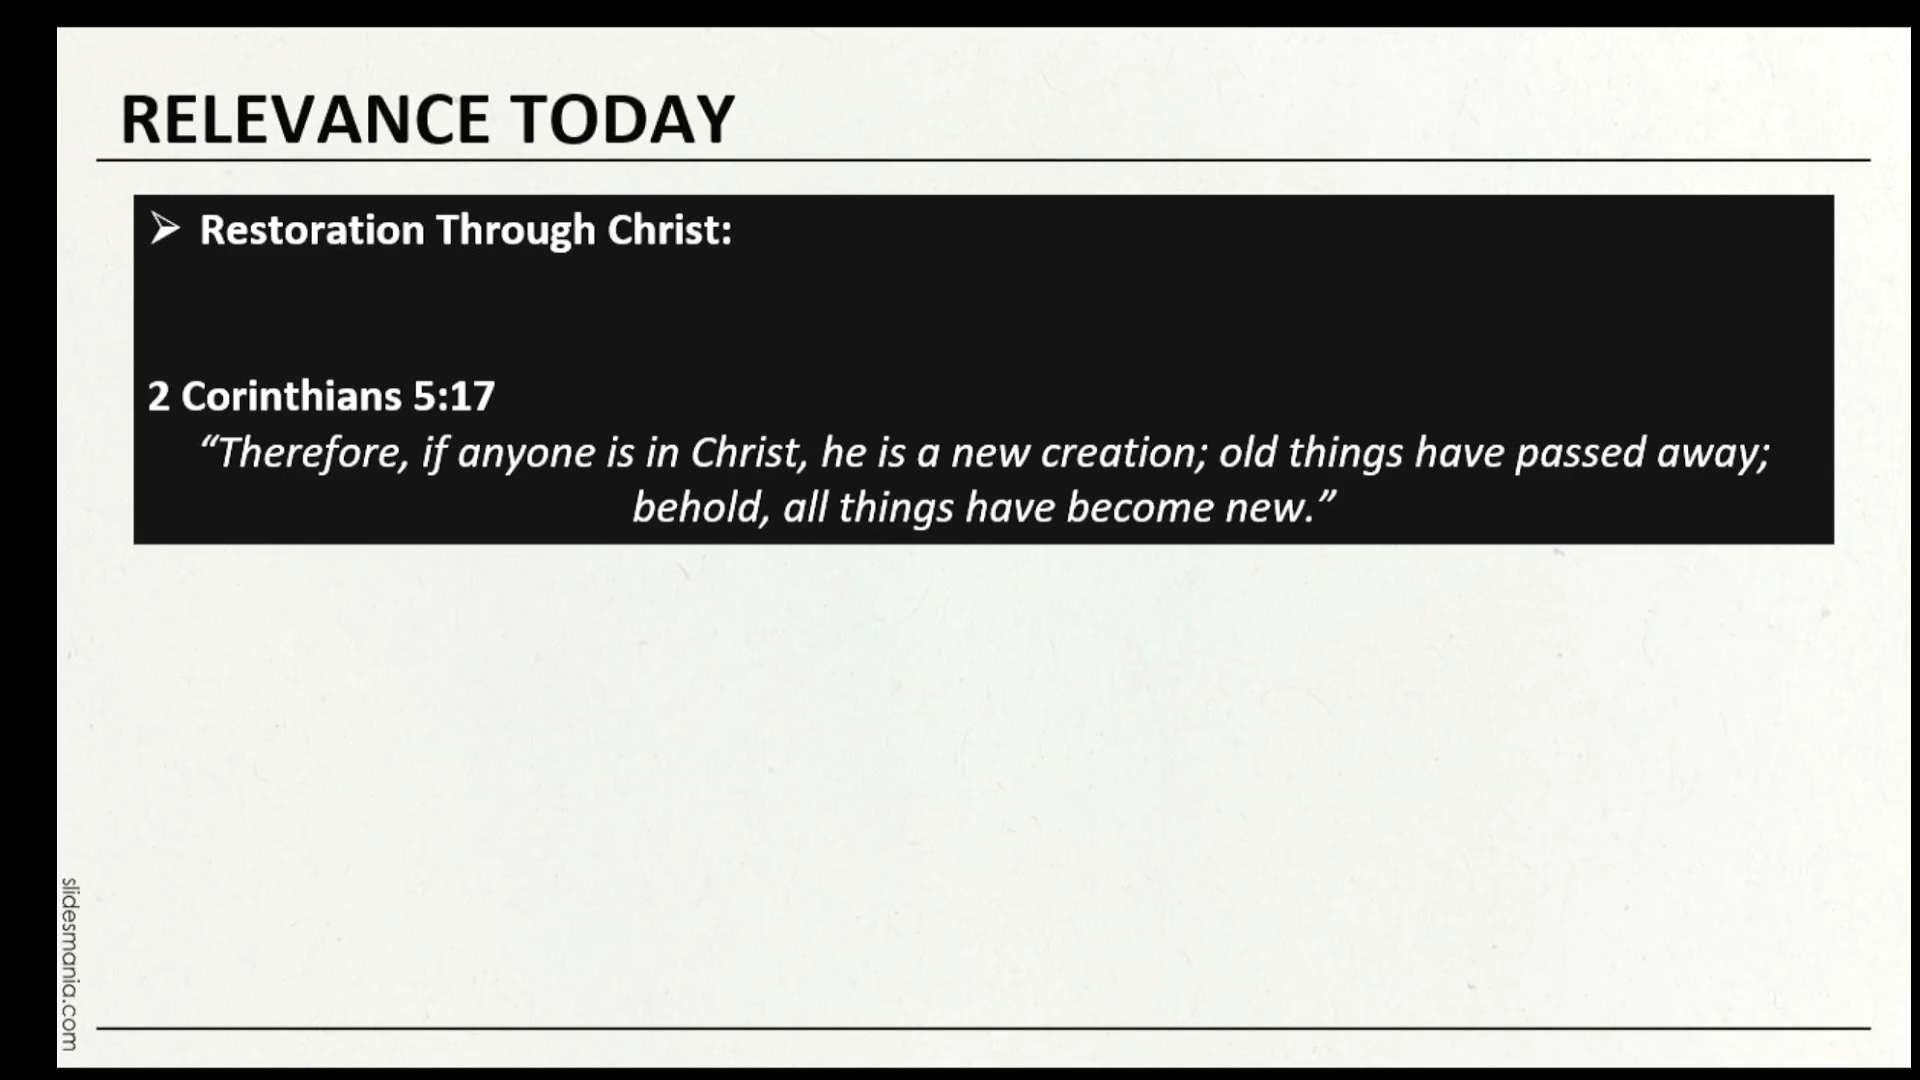 RELEVANCE TODAY
➢ Restoration Through Christ:
2 Corinthians 5:17
“Therefore, if anyone is in Christ, he is a new creation; old things have passed away;
behold, all things have become new.”
slidesmania.com